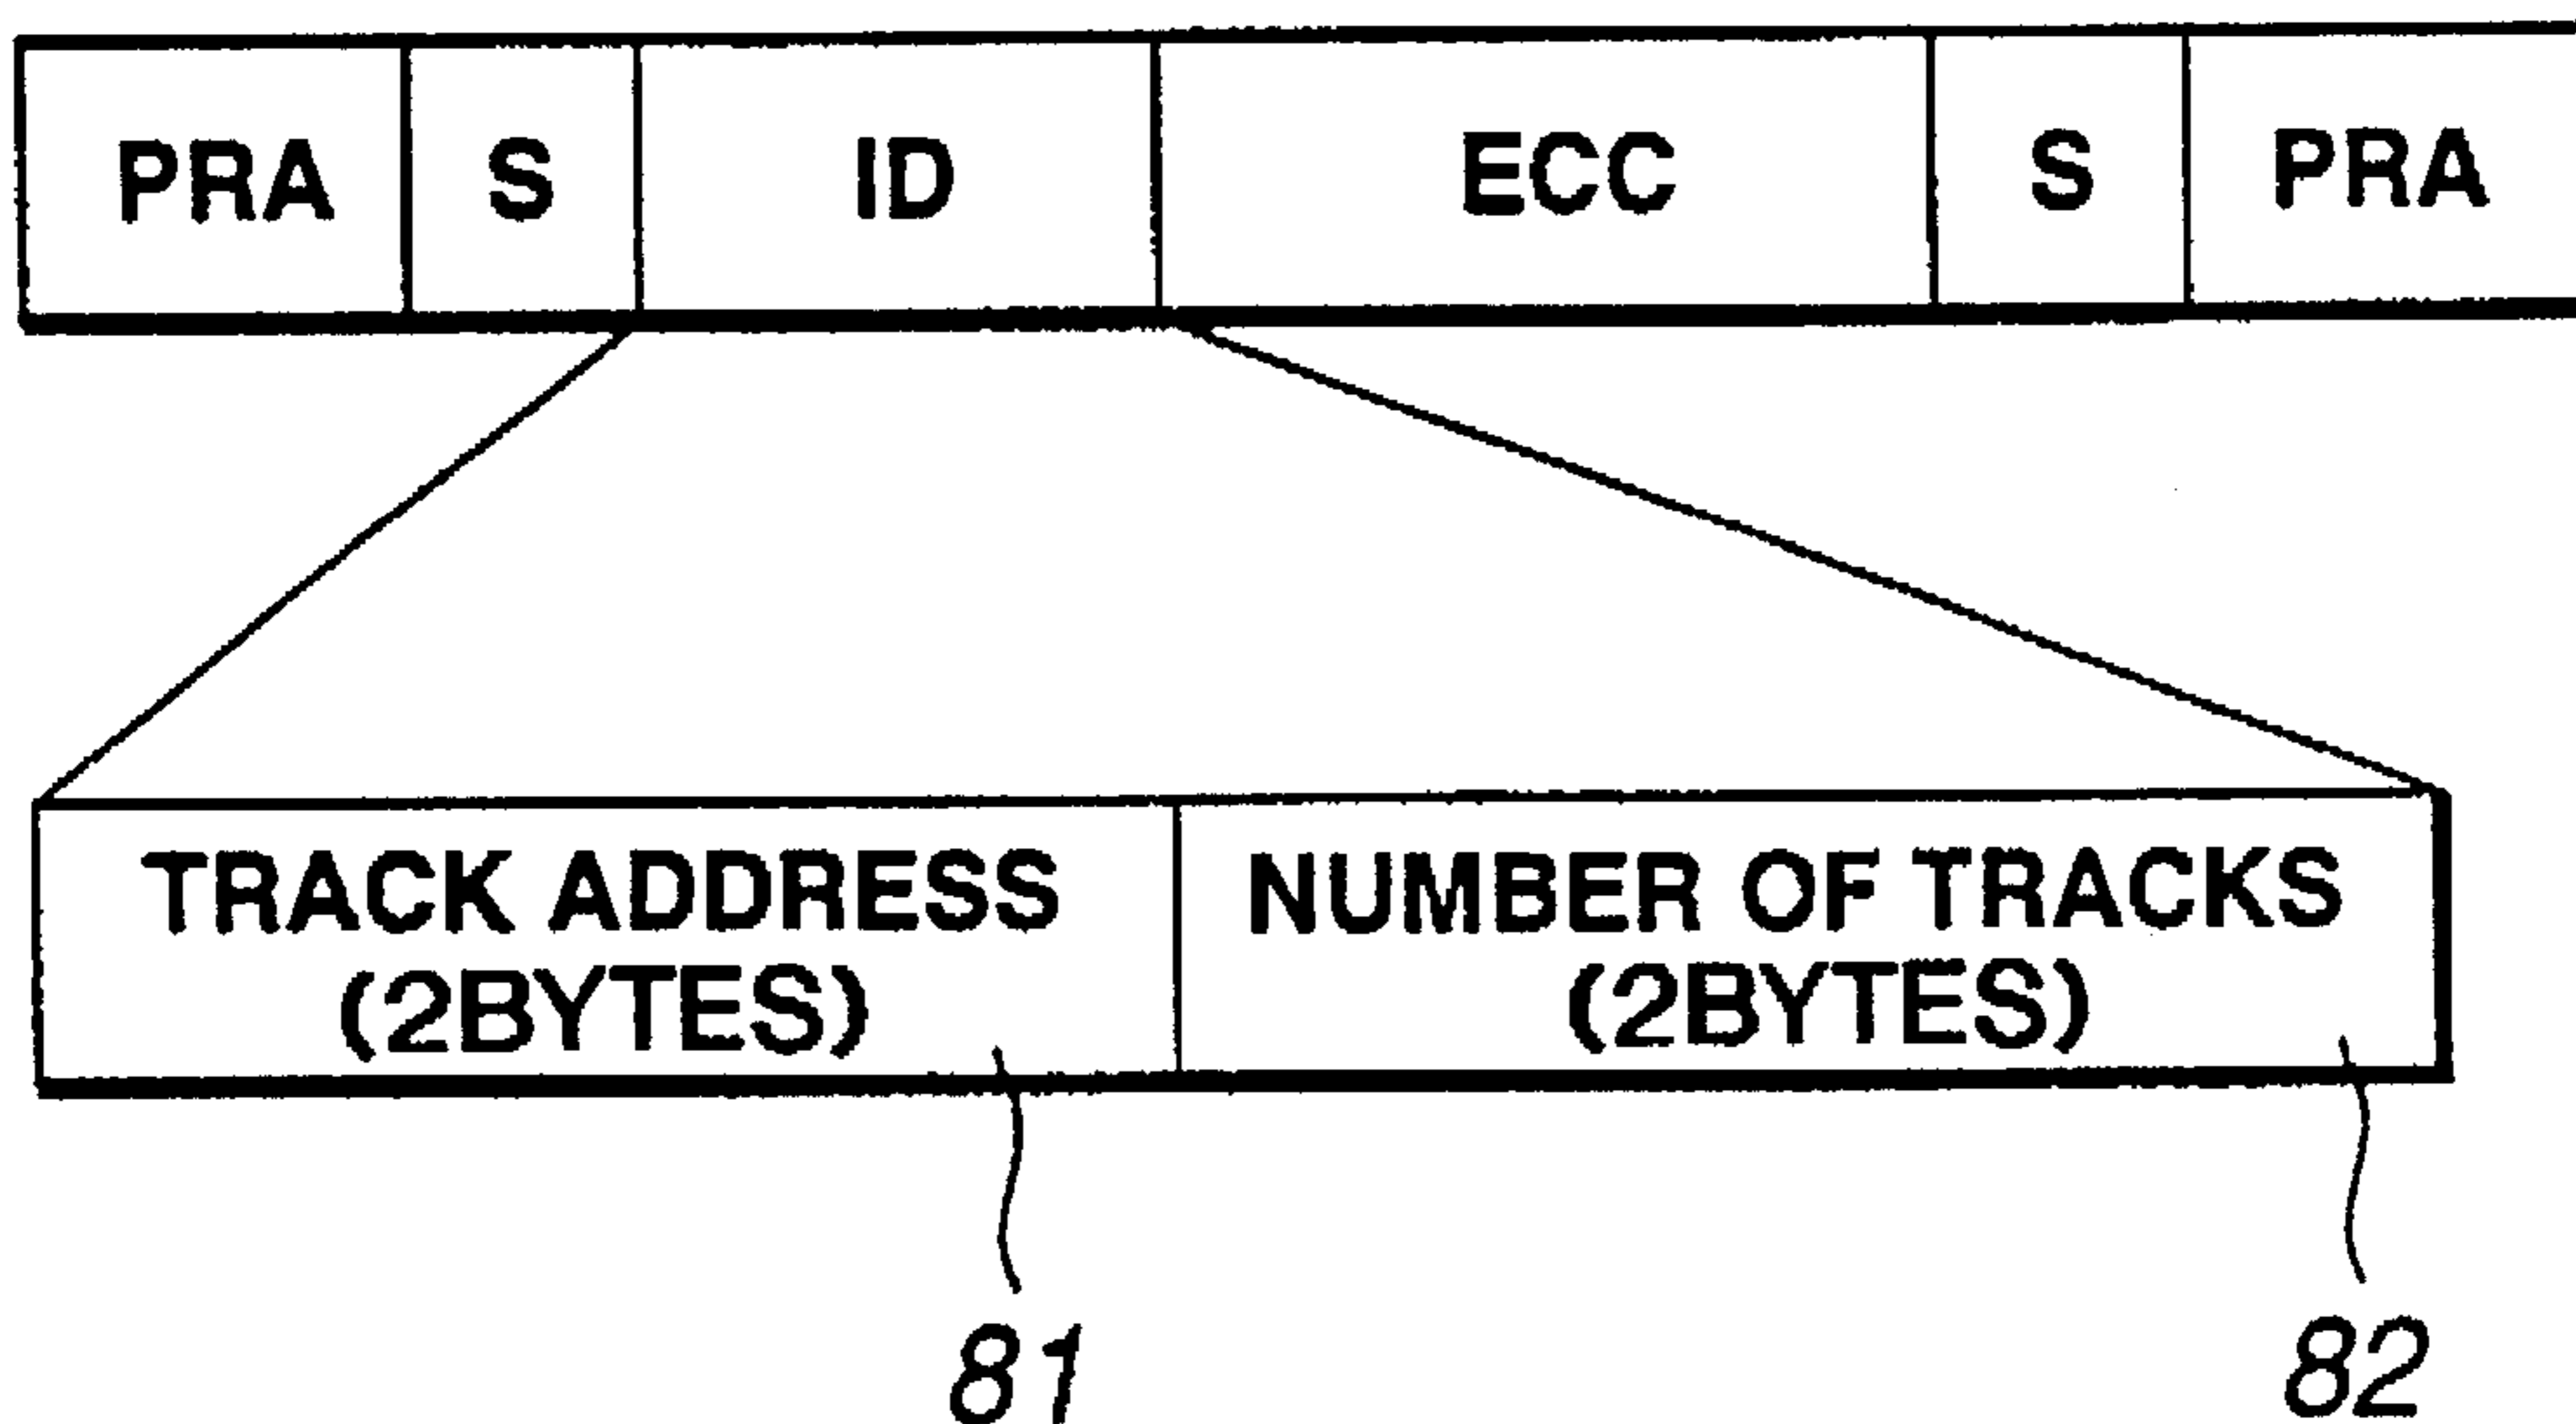 PRA S ID ECC S PRA
TRACK ADDRESS NUMBER OF TRACKS
(2BYTES) (2BYTES)
81 82